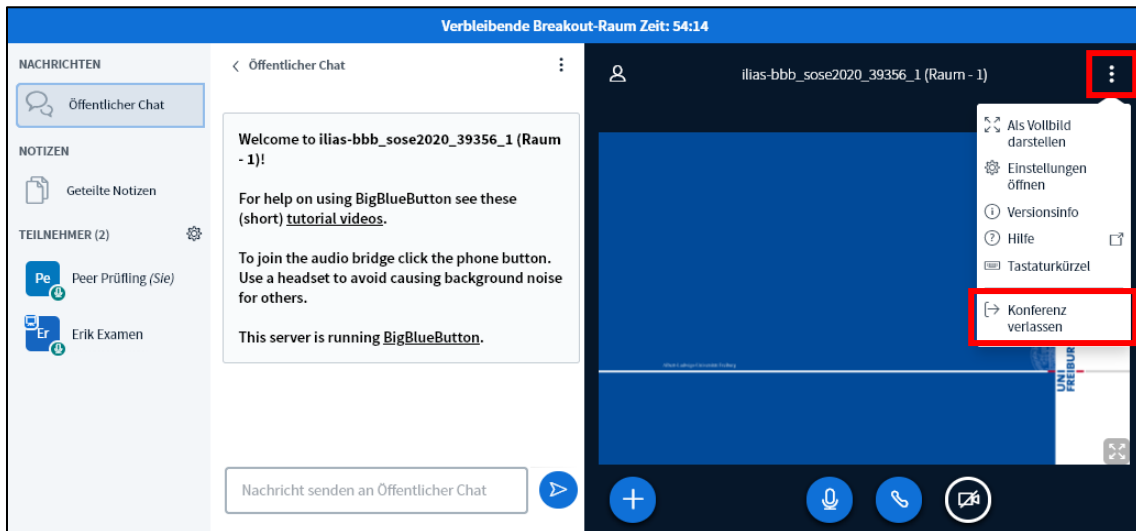 Verbleibende Breakout-Raum Zeit: 54:14
NACHRICHTEN
Öffentlicher Chat
NOTIZEN
Geteilte Notizen
TEILNEHMER (2)
Pe
Peer Prüfling (Sie)
Er
Erik Examen
Öffentlicher Chat
Welcome to ilias-bbb_sose2020_39356_1 (Raum
- 1)!
For help on using BigBlueButton see these
(short) tutorial videos.
To join the audio bridge click the phone button.
Use a headset to avoid causing background noise
for others.
This server is running BigBlueButton.
Nachricht senden an Öffentlicher Chat
ilias-bbb_sose2020_39356_1 (Raum - 1)
Als Vollbild
darstellen
Einstellungen
öffnen
Versionsinfo
Hilfe
Tastaturkürzel
Konferenz
verlassen
UNI
FREIBURG